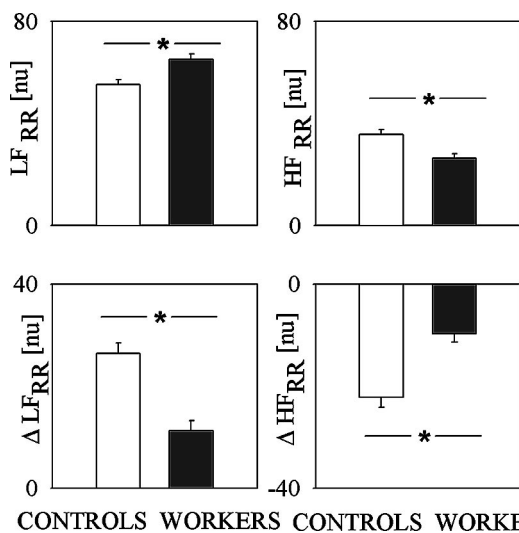 80
LF RR [nu]
*
0
80
HF RR [nu]
*
0
40
Δ LF RR [nu]
*
0
CONTROLS WORKERS
0
Δ HF RR [nu]
*
-40
CONTROLS WORKE